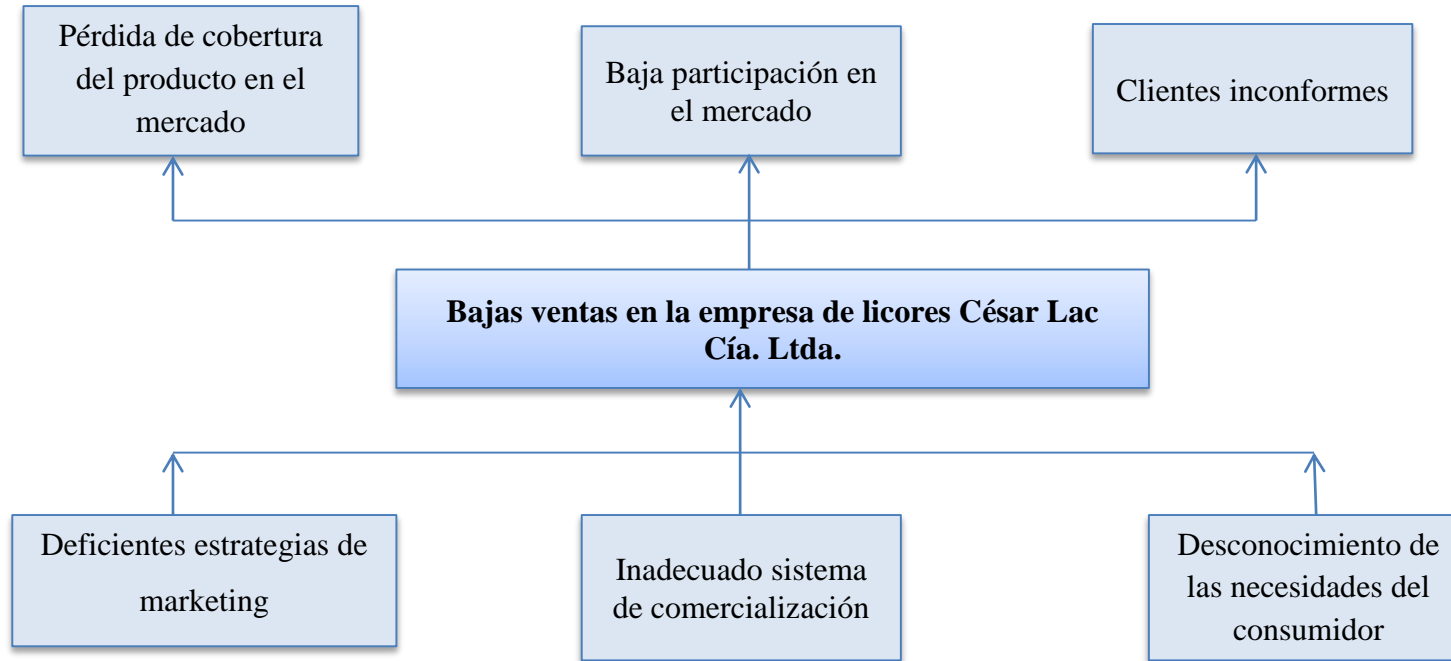 Pérdida de cobertura
del producto en el
mercado
Baja participación en
el mercado
Clientes inconformes
Bajas ventas en la empresa de licores César Lac
Cía. Ltda.
Deficientes estrategias de
marketing
Inadecuado sistema
de comercialización
Desconocimiento de
las necesidades del
consumidor